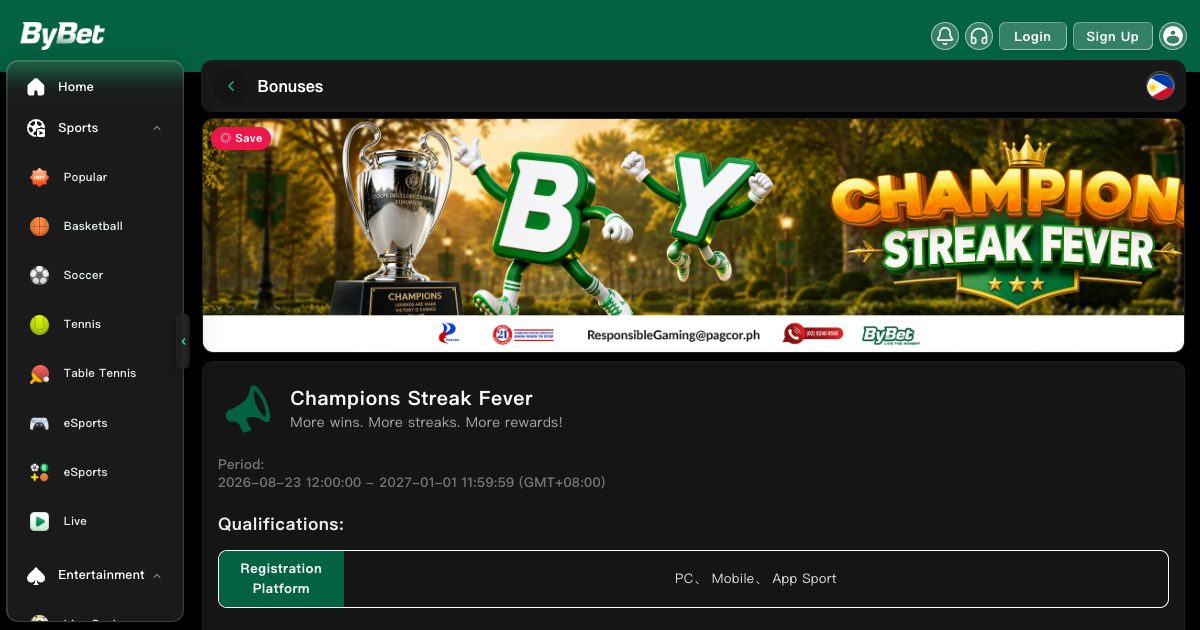 ByBet
Login
Sign Up
Home
Sports
Popular
Basketball
Soccer
Tennis
Table Tennis
eSports
eSports
Live
Entertainment
Bonuses
Save
B Y
CHAMPIONS
CHAMPION
STREAK FEVER
21
ResponsibleGaming@pagcor.ph
ByBet
Champions Streak Fever
More wins. More streaks. More rewards!
Period:
2026-08-23 12:00:00 - 2027-01-01 11:59:59 (GMT+08:00)
Qualifications:
Registration
Platform
PC、 Mobile、 App Sport